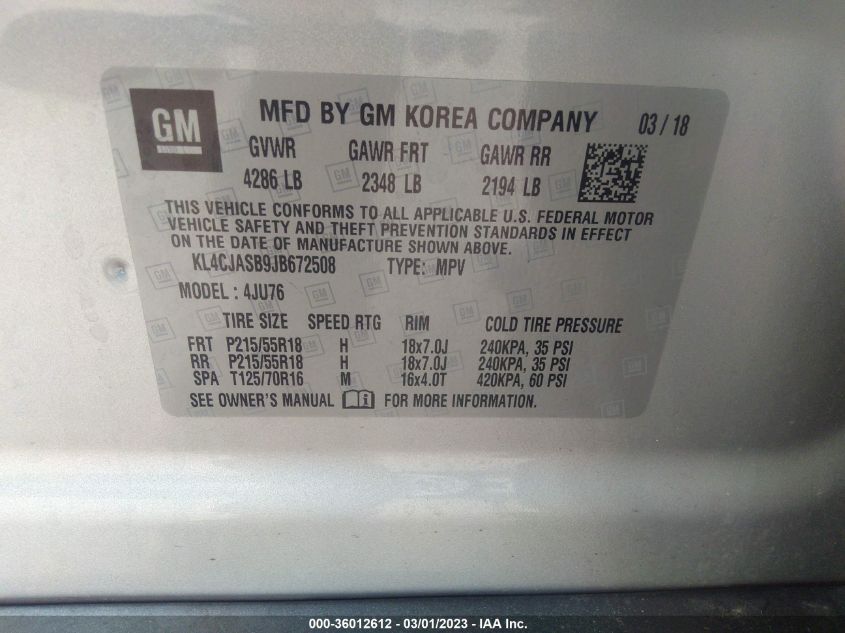 GM
MFD BY GM KOREA COMPANY 03 / 18
GVWR GAWR FRT GAWR RR
4286 LB 2348 LB 2194 LB
THIS VEHICLE CONFORMS TO ALL APPLICABLE U.S. FEDERAL MOTOR
VEHICLE SAFETY AND THEFT PREVENTION STANDARDS IN EFFECT
ON THE DATE OF MANUFACTURE SHOWN ABOVE.
KL4CJASB9JB672508 TYPE: MPV
MODEL : 4JU76
TIRE SIZE SPEED RTG RIM COLD TIRE PRESSURE
FRT P215/55R18 H 18x7.0J 240KPA, 35 PSI
RR P215/55R18 H 18x7.0J 240KPA, 35 PSI
SPA T125/70R16 M 16x4.0T 420KPA, 60 PSI
SEE OWNER'S MANUAL FOR MORE INFORMATION.
000-36012612 - 03/01/2023 - IAA Inc.